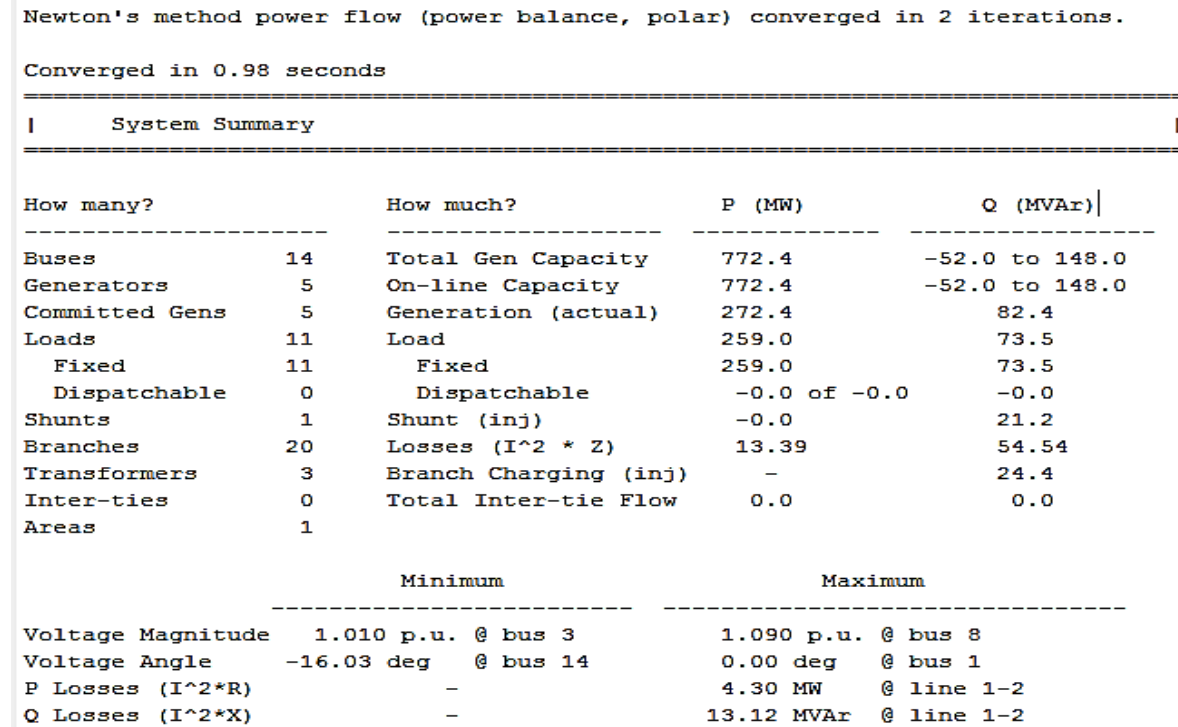 Newton's method power flow (power balance, polar) converged in 2 iterations.
Converged in 0.98 seconds
================================================================================
|     System Summary                                                           |
================================================================================
How many?                How much?              P (MW)            Q (MVAr)
---------------------    -------------------  -------------  -----------------
Buses             14     Total Gen Capacity     772.4         -52.0 to 148.0
Generators         5     On-line Capacity       772.4         -52.0 to 148.0
Committed Gens     5     Generation (actual)    272.4              82.4
Loads             11     Load                   259.0              73.5
  Fixed           11       Fixed                259.0              73.5
  Dispatchable     0       Dispatchable          -0.0 of -0.0      -0.0
Shunts             1     Shunt (inj)             -0.0              21.2
Branches          20     Losses (I^2 * Z)       13.39              54.54
Transformers       3     Branch Charging (inj)     -               24.4
Inter-ties         0     Total Inter-tie Flow     0.0               0.0
Areas              1
                          Minimum                      Maximum
                 -------------------------  --------------------------------
Voltage Magnitude   1.010 p.u. @ bus 3          1.090 p.u. @ bus 8
Voltage Angle     -16.03 deg   @ bus 14         0.00 deg   @ bus 1
P Losses (I^2*R)             -                  4.30 MW    @ line 1-2
Q Losses (I^2*X)             -                 13.12 MVAr  @ line 1-2